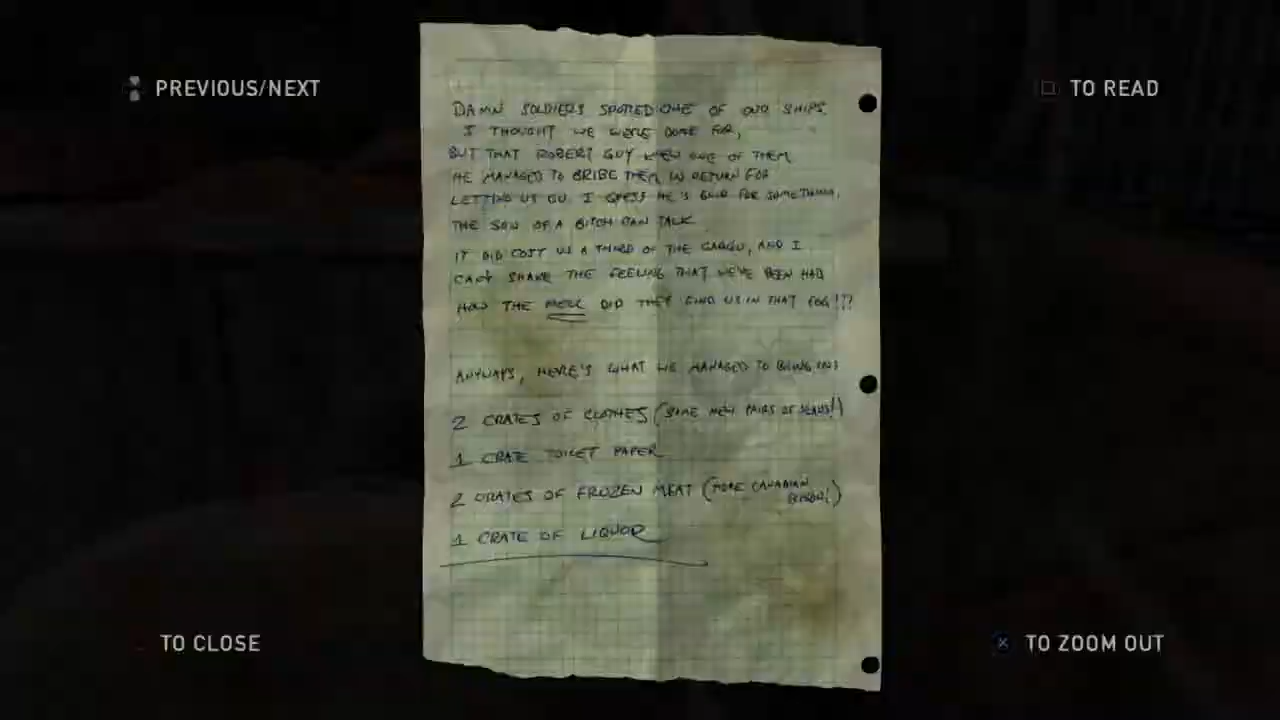 PREVIOUS/NEXT
TO READ
DAMN SOLDIERS SPOTED ONE OF OUR SHIPS.
I THOUGHT WE WERE DONE FOR,
BUT THAT ROBERT GUY KNEW ONE OF THEM
HE MANAGED TO BRIBE THEM IN RETURN FOR
LETTING US GO. I GUESS HE'S GOOD FOR SOMETHING.
THE SON OF A BITCH CAN TALK.
IT DID COST US A THIRD OF THE CARGO, AND I
CAN'T SHAKE THE FEELING THAT WE'VE BEEN HAD
HOW THE HELL DID THEY FIND US IN THAT FOG!??
ANYWAYS, HERE'S WHAT WE MANAGED TO BRING IN:
2 CRATES OF CLOTHES (SOME NEW PAIRS OF JEANS!)
1 CRATE TOILET PAPER
2 CRATES OF FROZEN MEAT (MORE CANADIAN
BISON!)
1 CRATE OF LIQUOR
TO CLOSE
TO ZOOM OUT